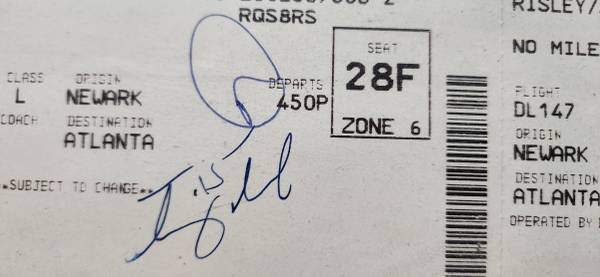 RQS8RS
CLASS ORIGIN
L NEWARK
COACH DESTINATION
ATLANTA
**SUBJECT TO CHANGE**
DEPARTS
450P
SEAT
28F
ZONE 6
RISLEY/
NO MILE
FLIGHT
DL147
ORIGIN
NEWARK
DESTINATION
ATLANTA
OPERATED BY